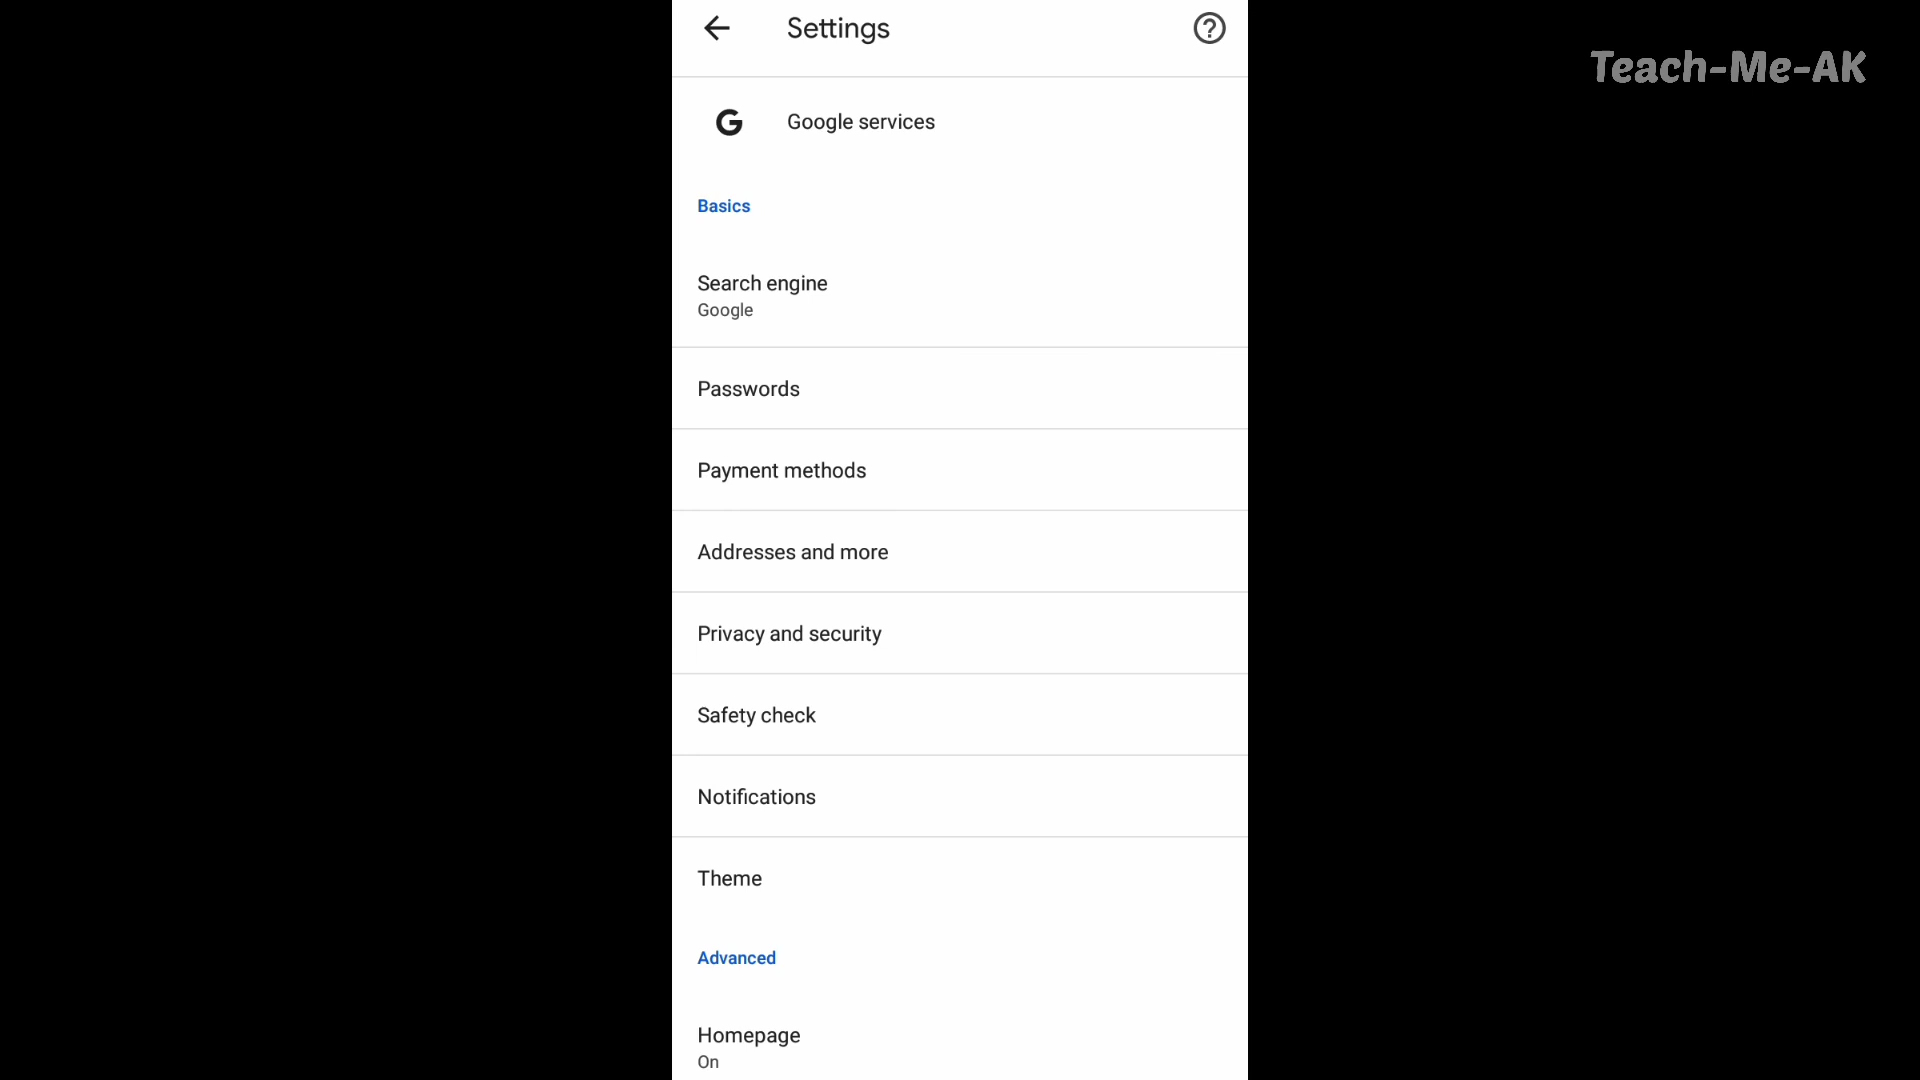 Settings
Teach-Me-AK
Google services
Basics
Search engine
Google
Passwords
Payment methods
Addresses and more
Privacy and security
Safety check
Notifications
Theme
Advanced
Homepage
On